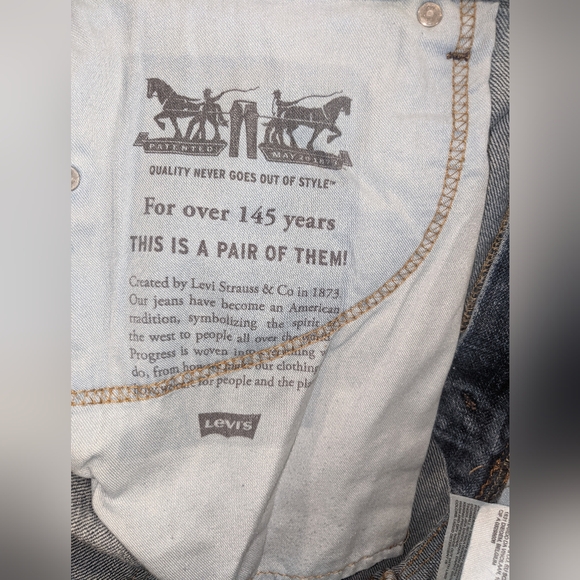 PATENTED MAY 20 1873
QUALITY NEVER GOES OUT OF STYLE™
For over 145 years
THIS IS A PAIR OF THEM!
Created by Levi Strauss & Co in 1873.
Our jeans have become an American
tradition, symbolizing the spirit of
the west to people all over the world.
Progress is woven into everything
do, from how we make our clothing
for people and the
LEVI'S